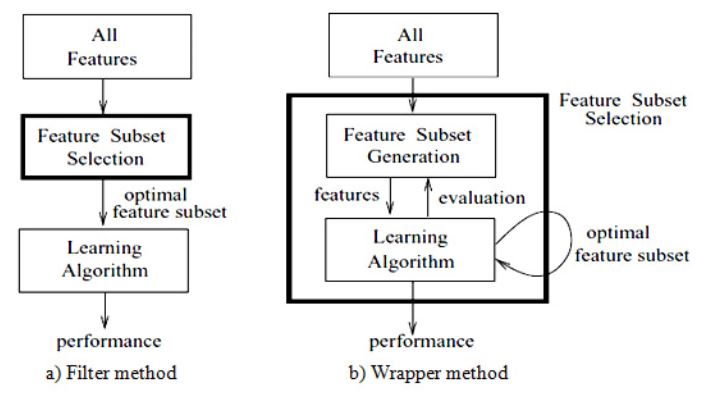 All
Features
Feature Subset
Selection
optimal
feature subset
Learning
Algorithm
performance
a) Filter method
All
Features
Feature Subset
Selection
Feature Subset
Generation
features
evaluation
Learning
Algorithm
optimal
feature subset
performance
b) Wrapper method